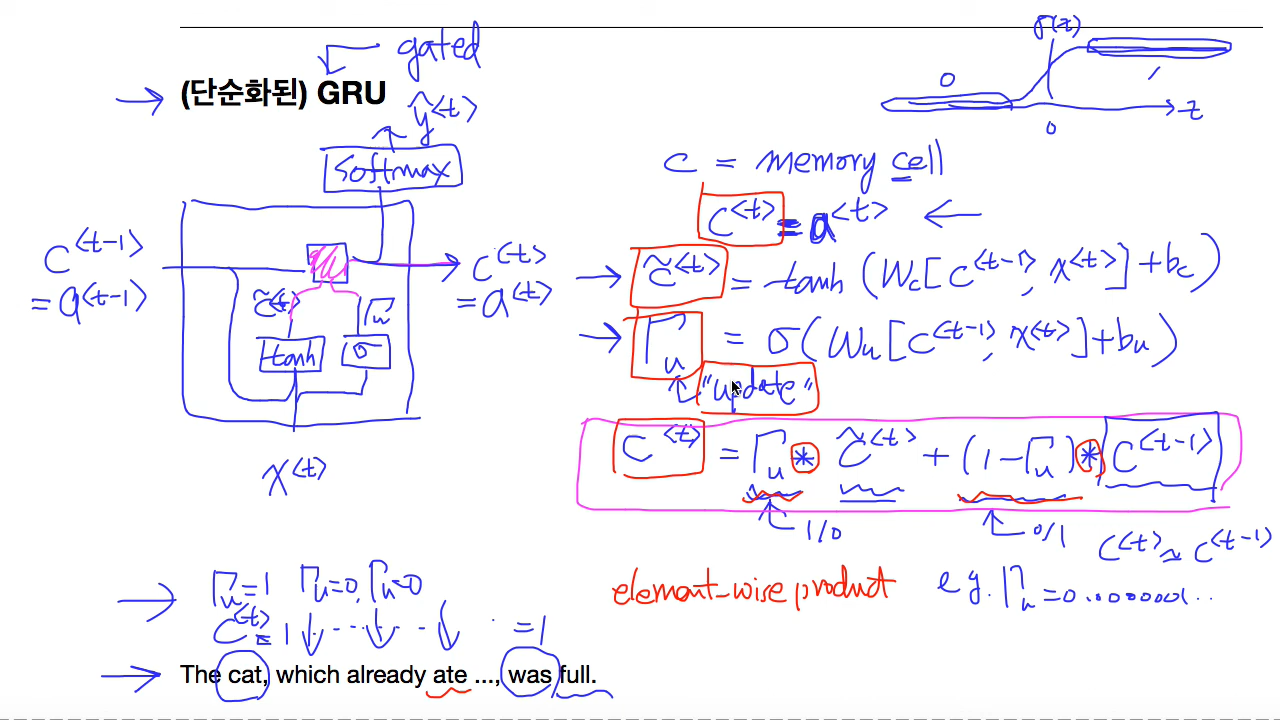 gated
(단순화된) GRU
ŷ<t>
Softmax
σ(z)
0
1
z
0
c = memory cell
c<t> = a<t>
c<t-1>
= a<t-1>
c<t>
= a<t>
c̃<t>
Γu
tanh
σ
x<t>
c̃<t> = tanh (Wc[c<t-1>, x<t>] + bc)
Γu = σ(Wu[c<t-1>, x<t>] + bu)
"update"
c<t> = Γu * c̃<t> + (1-Γu) * c<t-1>
1/0
0/1
c<t> ≈ c<t-1>
element-wise product
e.g. Γu = 0.0000001..
Γu=1 Γu=0, Γu=0
c<t> = 1 ... .. =1
The cat, which already ate ..., was full.